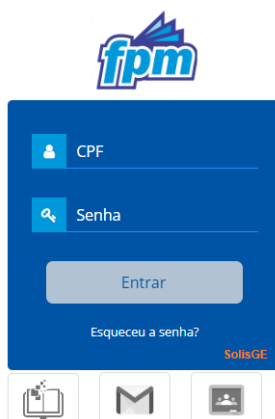 fpm
CPF
Senha
Entrar
Esqueceu a senha?
SolisGE